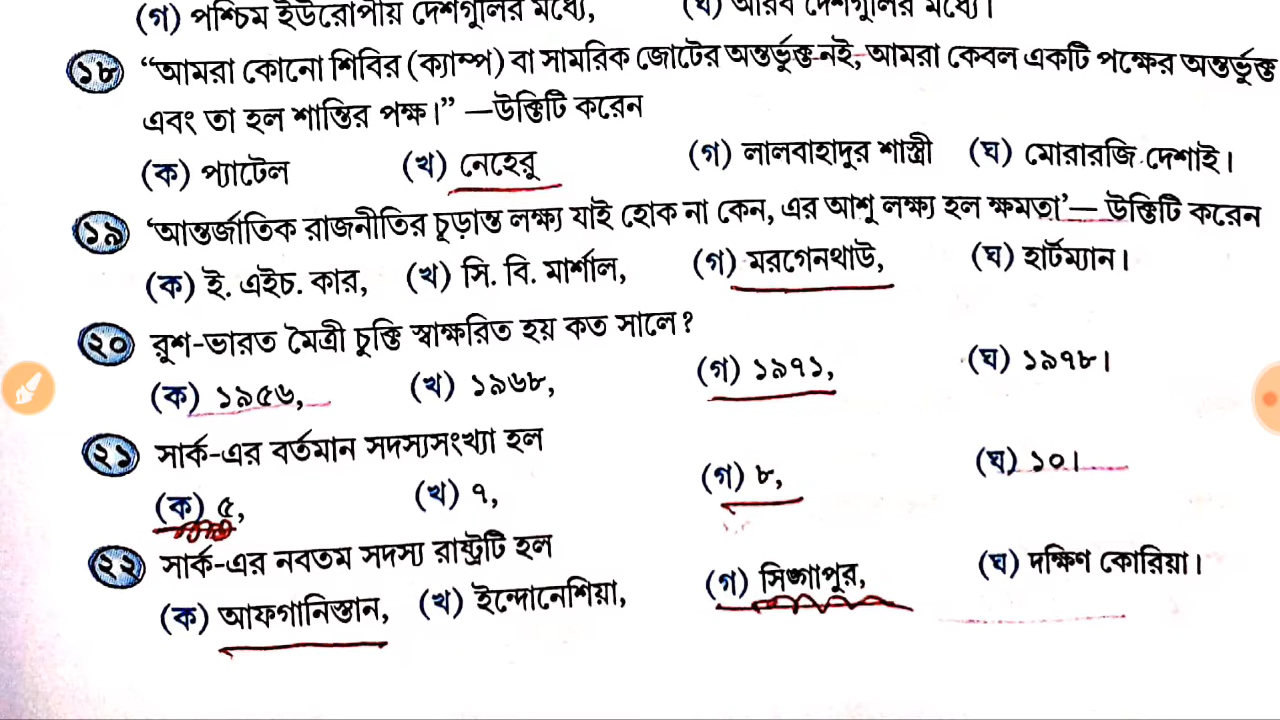 (গ) পশ্চিম ইউরোপীয় দেশগুলির মধ্যে, (ঘ) আরব দেশগুলির মধ্যে।
১৮ “আমরা কোনো শিবির (ক্যাম্প) বা সামরিক জোটের অন্তর্ভুক্ত নই, আমরা কেবল একটি পক্ষের অন্তর্ভুক্ত
এবং তা হল শান্তির পক্ষ।” —উক্তিটি করেন
(ক) প্যাটেল (খ) নেহেরু (গ) লালবাহাদুর শাস্ত্রী (ঘ) মোরারজি দেশাই।
১৯ ‘আন্তর্জাতিক রাজনীতির চূড়ান্ত লক্ষ্য যাই হোক না কেন, এর আশু লক্ষ্য হল ক্ষমতা’— উক্তিটি করেন
(ক) ই. এইচ. কার, (খ) সি. বি. মার্শাল, (গ) মরগেনথাউ, (ঘ) হার্টম্যান।
২০ রুশ-ভারত মৈত্রী চুক্তি স্বাক্ষরিত হয় কত সালে?
(ক) ১৯৫৬, (খ) ১৯৬৮, (গ) ১৯৭১, (ঘ) ১৯৭৮।
২১ সার্ক-এর বর্তমান সদস্যসংখ্যা হল
(ক) ৫, (খ) ৭, (গ) ৮, (ঘ) ১০।
২২ সার্ক-এর নবতম সদস্য রাষ্ট্রটি হল
(ক) আফগানিস্তান, (খ) ইন্দোনেশিয়া, (গ) সিঙ্গাপুর, (ঘ) দক্ষিণ কোরিয়া।